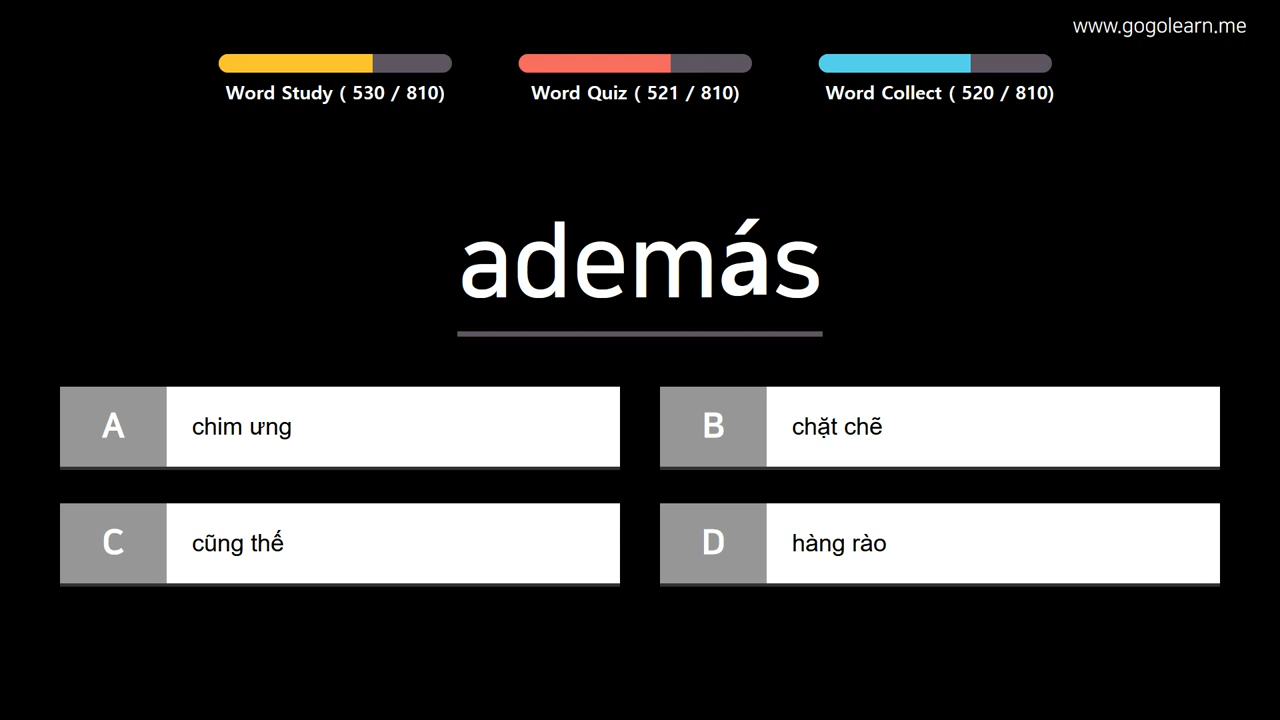 www.gogolearn.me
Word Study ( 530 / 810)
Word Quiz ( 521 / 810)
Word Collect ( 520 / 810)
además
A chim ưng
B chặt chẽ
C cũng thế
D hàng rào